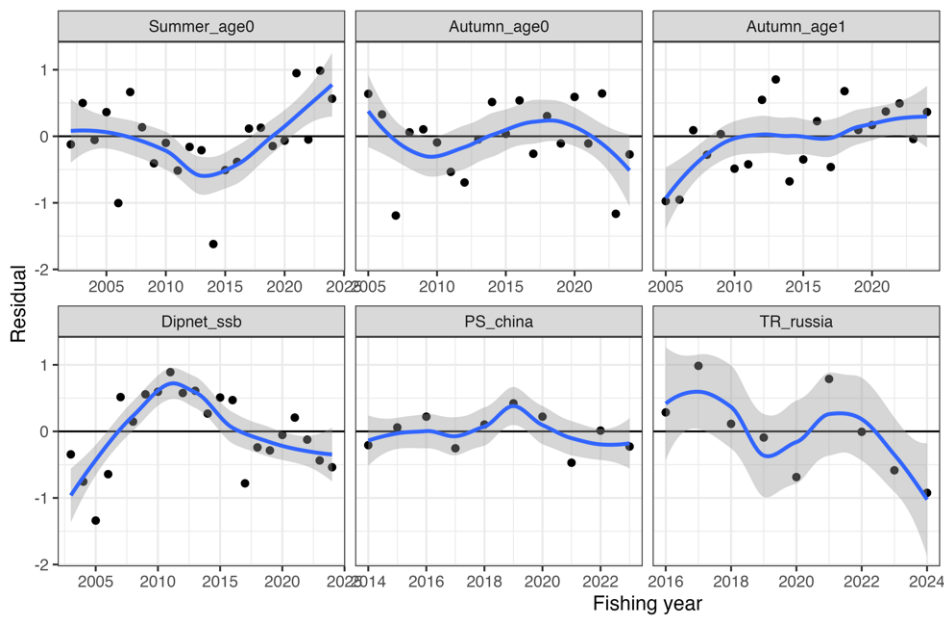 Summer_age0 Autumn_age0 Autumn_age1
1
0
-1
-2
2005 2010 2015 2020 2025 2005 2010 2015 2020 2005 2010 2015 2020
Residual
Dipnet_ssb PS_china TR_russia
1
0
-1
-2
2005 2010 2015 2020 2025 2014 2016 2018 2020 2022 2016 2018 2020 2022 2024
Fishing year